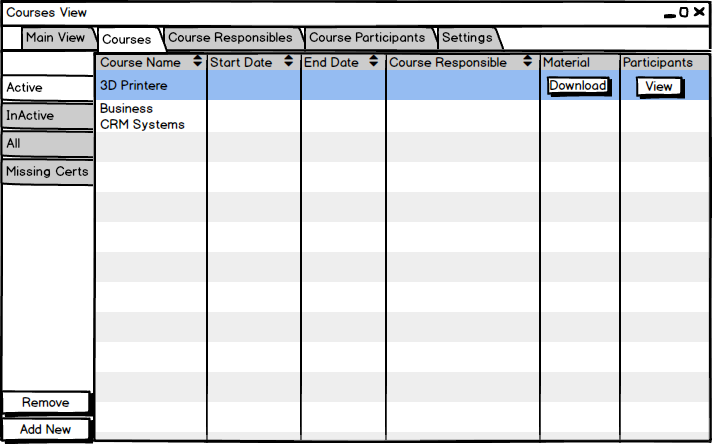 Courses View
Main View Courses Course Responsibles Course Participants Settings
Course Name Start Date End Date Course Responsible Material Participants
Active
3D Printere Download View
InActive
Business
CRM Systems
All
Missing Certs
Remove
Add New